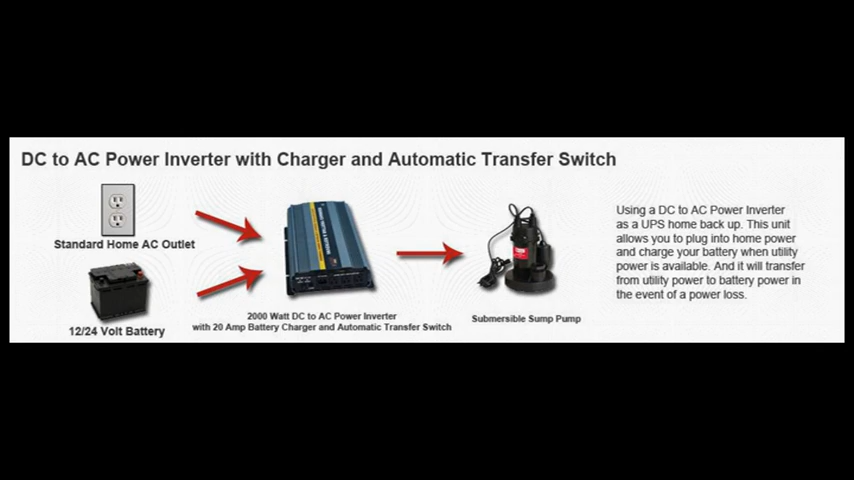 DC to AC Power Inverter with Charger and Automatic Transfer Switch
Standard Home AC Outlet
12/24 Volt Battery
2000 Watt DC to AC Power Inverter
with 20 Amp Battery Charger and Automatic Transfer Switch
Submersible Sump Pump
Using a DC to AC Power Inverter
as a UPS home back up. This unit
allows you to plug into home power
and charge your battery when utility
power is available. And it will transfer
from utility power to battery power in
the event of a power loss.